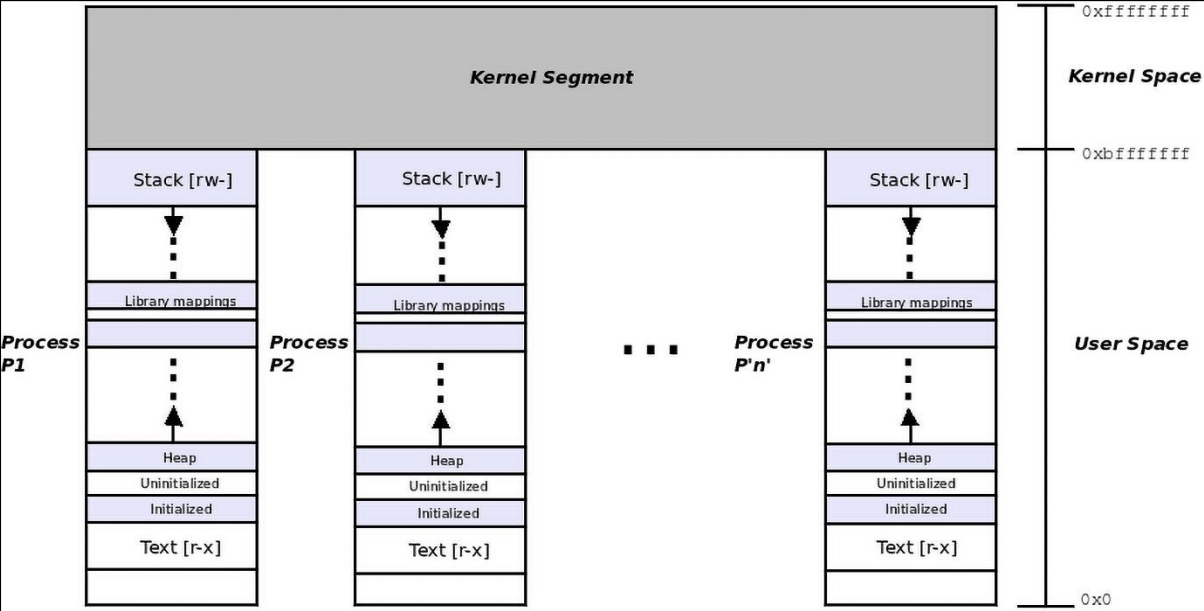 0xffffffff
Kernel Segment
Kernel Space
0xbfffffff
Stack [rw-]
Stack [rw-]
Stack [rw-]
Library mappings
Library mappings
Library mappings
Process
P1
Process
P2
...
Process
P'n'
User Space
Heap
Heap
Heap
Uninitialized
Uninitialized
Uninitialized
Initialized
Initialized
Initialized
Text [r-x]
Text [r-x]
Text [r-x]
0x0